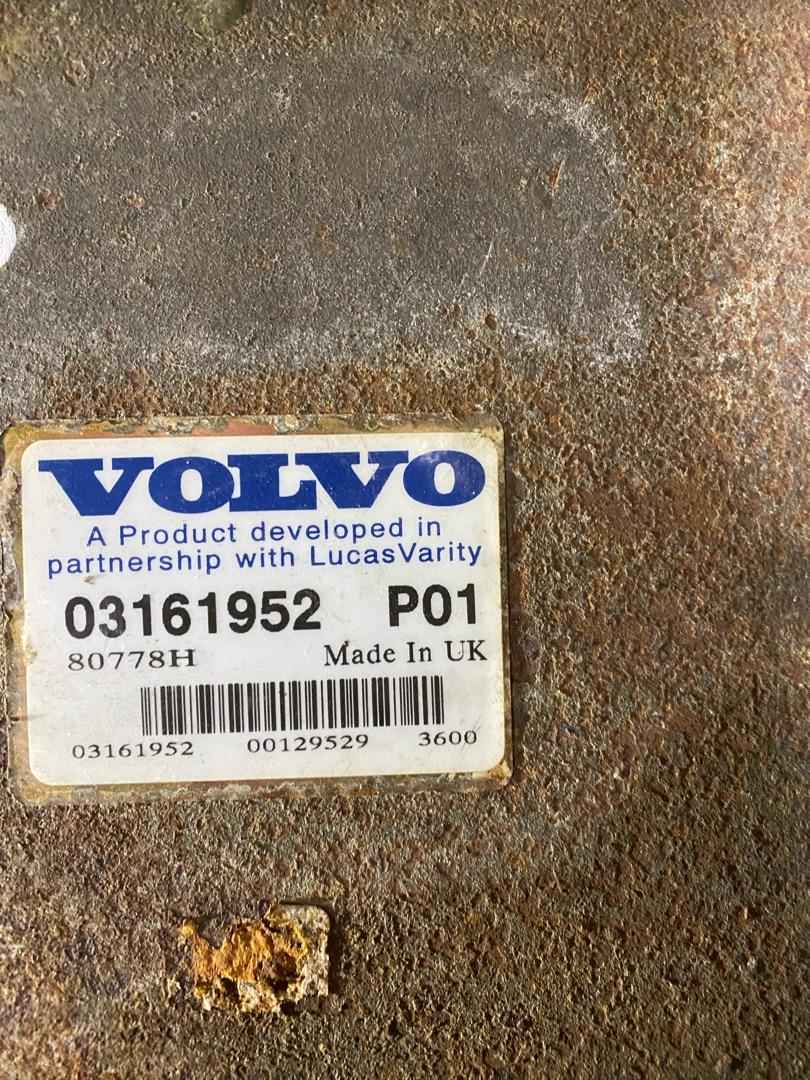 VOLVO
A Product developed in
partnership with LucasVarity
03161952 P01
80778H Made In UK
03161952 00129529 3600